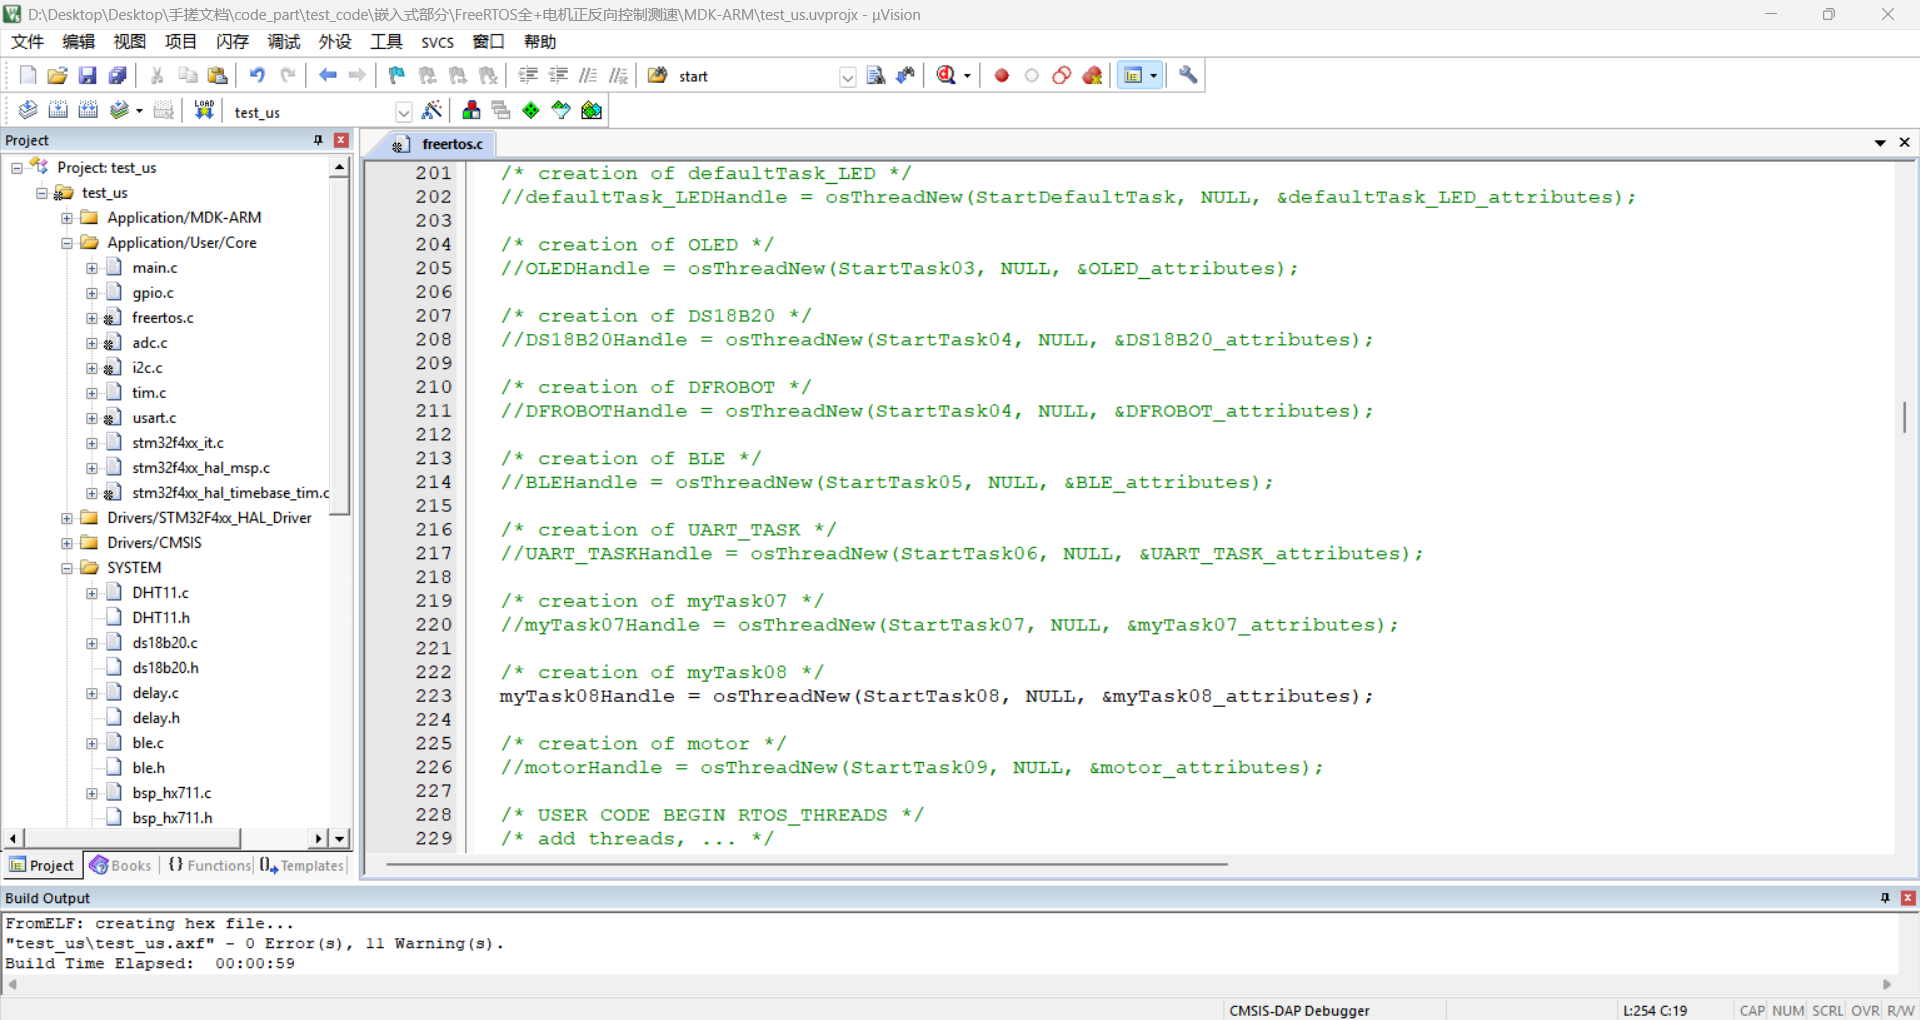 D:\Desktop\Desktop\手搓文档\code_part\test_code\嵌入式部分\FreeRTOS全+电机正反向控制测速\MDK-ARM\test_us.uvprojx - µVision
文件 编辑 视图 项目 闪存 调试 外设 工具 SVCS 窗口 帮助
start
LOAD test_us
Project
freertos.c
Project: test_us
test_us
Application/MDK-ARM
Application/User/Core
main.c
gpio.c
freertos.c
adc.c
i2c.c
tim.c
usart.c
stm32f4xx_it.c
stm32f4xx_hal_msp.c
stm32f4xx_hal_timebase_tim.c
Drivers/STM32F4xx_HAL_Driver
Drivers/CMSIS
SYSTEM
DHT11.c
DHT11.h
ds18b20.c
ds18b20.h
delay.c
delay.h
ble.c
ble.h
bsp_hx711.c
bsp_hx711.h
Project Books {} Functions Templates
201 /* creation of defaultTask_LED */
202 //defaultTask_LEDHandle = osThreadNew(StartDefaultTask, NULL, &defaultTask_LED_attributes);
203
204 /* creation of OLED */
205 //OLEDHandle = osThreadNew(StartTask03, NULL, &OLED_attributes);
206
207 /* creation of DS18B20 */
208 //DS18B20Handle = osThreadNew(StartTask04, NULL, &DS18B20_attributes);
209
210 /* creation of DFROBOT */
211 //DFROBOTHandle = osThreadNew(StartTask04, NULL, &DFROBOT_attributes);
212
213 /* creation of BLE */
214 //BLEHandle = osThreadNew(StartTask05, NULL, &BLE_attributes);
215
216 /* creation of UART_TASK */
217 //UART_TASKHandle = osThreadNew(StartTask06, NULL, &UART_TASK_attributes);
218
219 /* creation of myTask07 */
220 //myTask07Handle = osThreadNew(StartTask07, NULL, &myTask07_attributes);
221
222 /* creation of myTask08 */
223 myTask08Handle = osThreadNew(StartTask08, NULL, &myTask08_attributes);
224
225 /* creation of motor */
226 //motorHandle = osThreadNew(StartTask09, NULL, &motor_attributes);
227
228 /* USER CODE BEGIN RTOS_THREADS */
229 /* add threads, ... */
Build Output
FromELF: creating hex file...
"test_us\test_us.axf" - 0 Error(s), 11 Warning(s).
Build Time Elapsed:  00:00:59
CMSIS-DAP Debugger L:254 C:19 CAP NUM SCRL OVR R/W